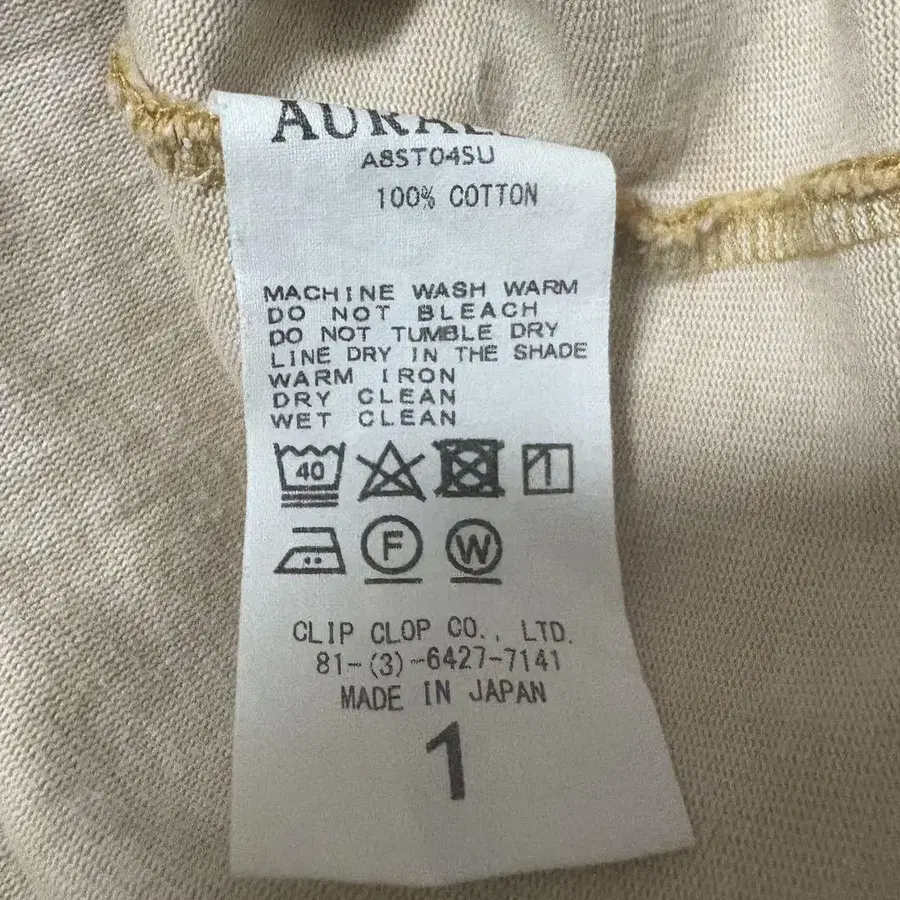 A8ST04SU
100% COTTON
MACHINE WASH WARM
DO NOT BLEACH
DO NOT TUMBLE DRY
LINE DRY IN THE SHADE
WARM IRON
DRY CLEAN
WET CLEAN
40
F W
CLIP CLOP CO., LTD.
81-(3)-6427-7141
MADE IN JAPAN
1